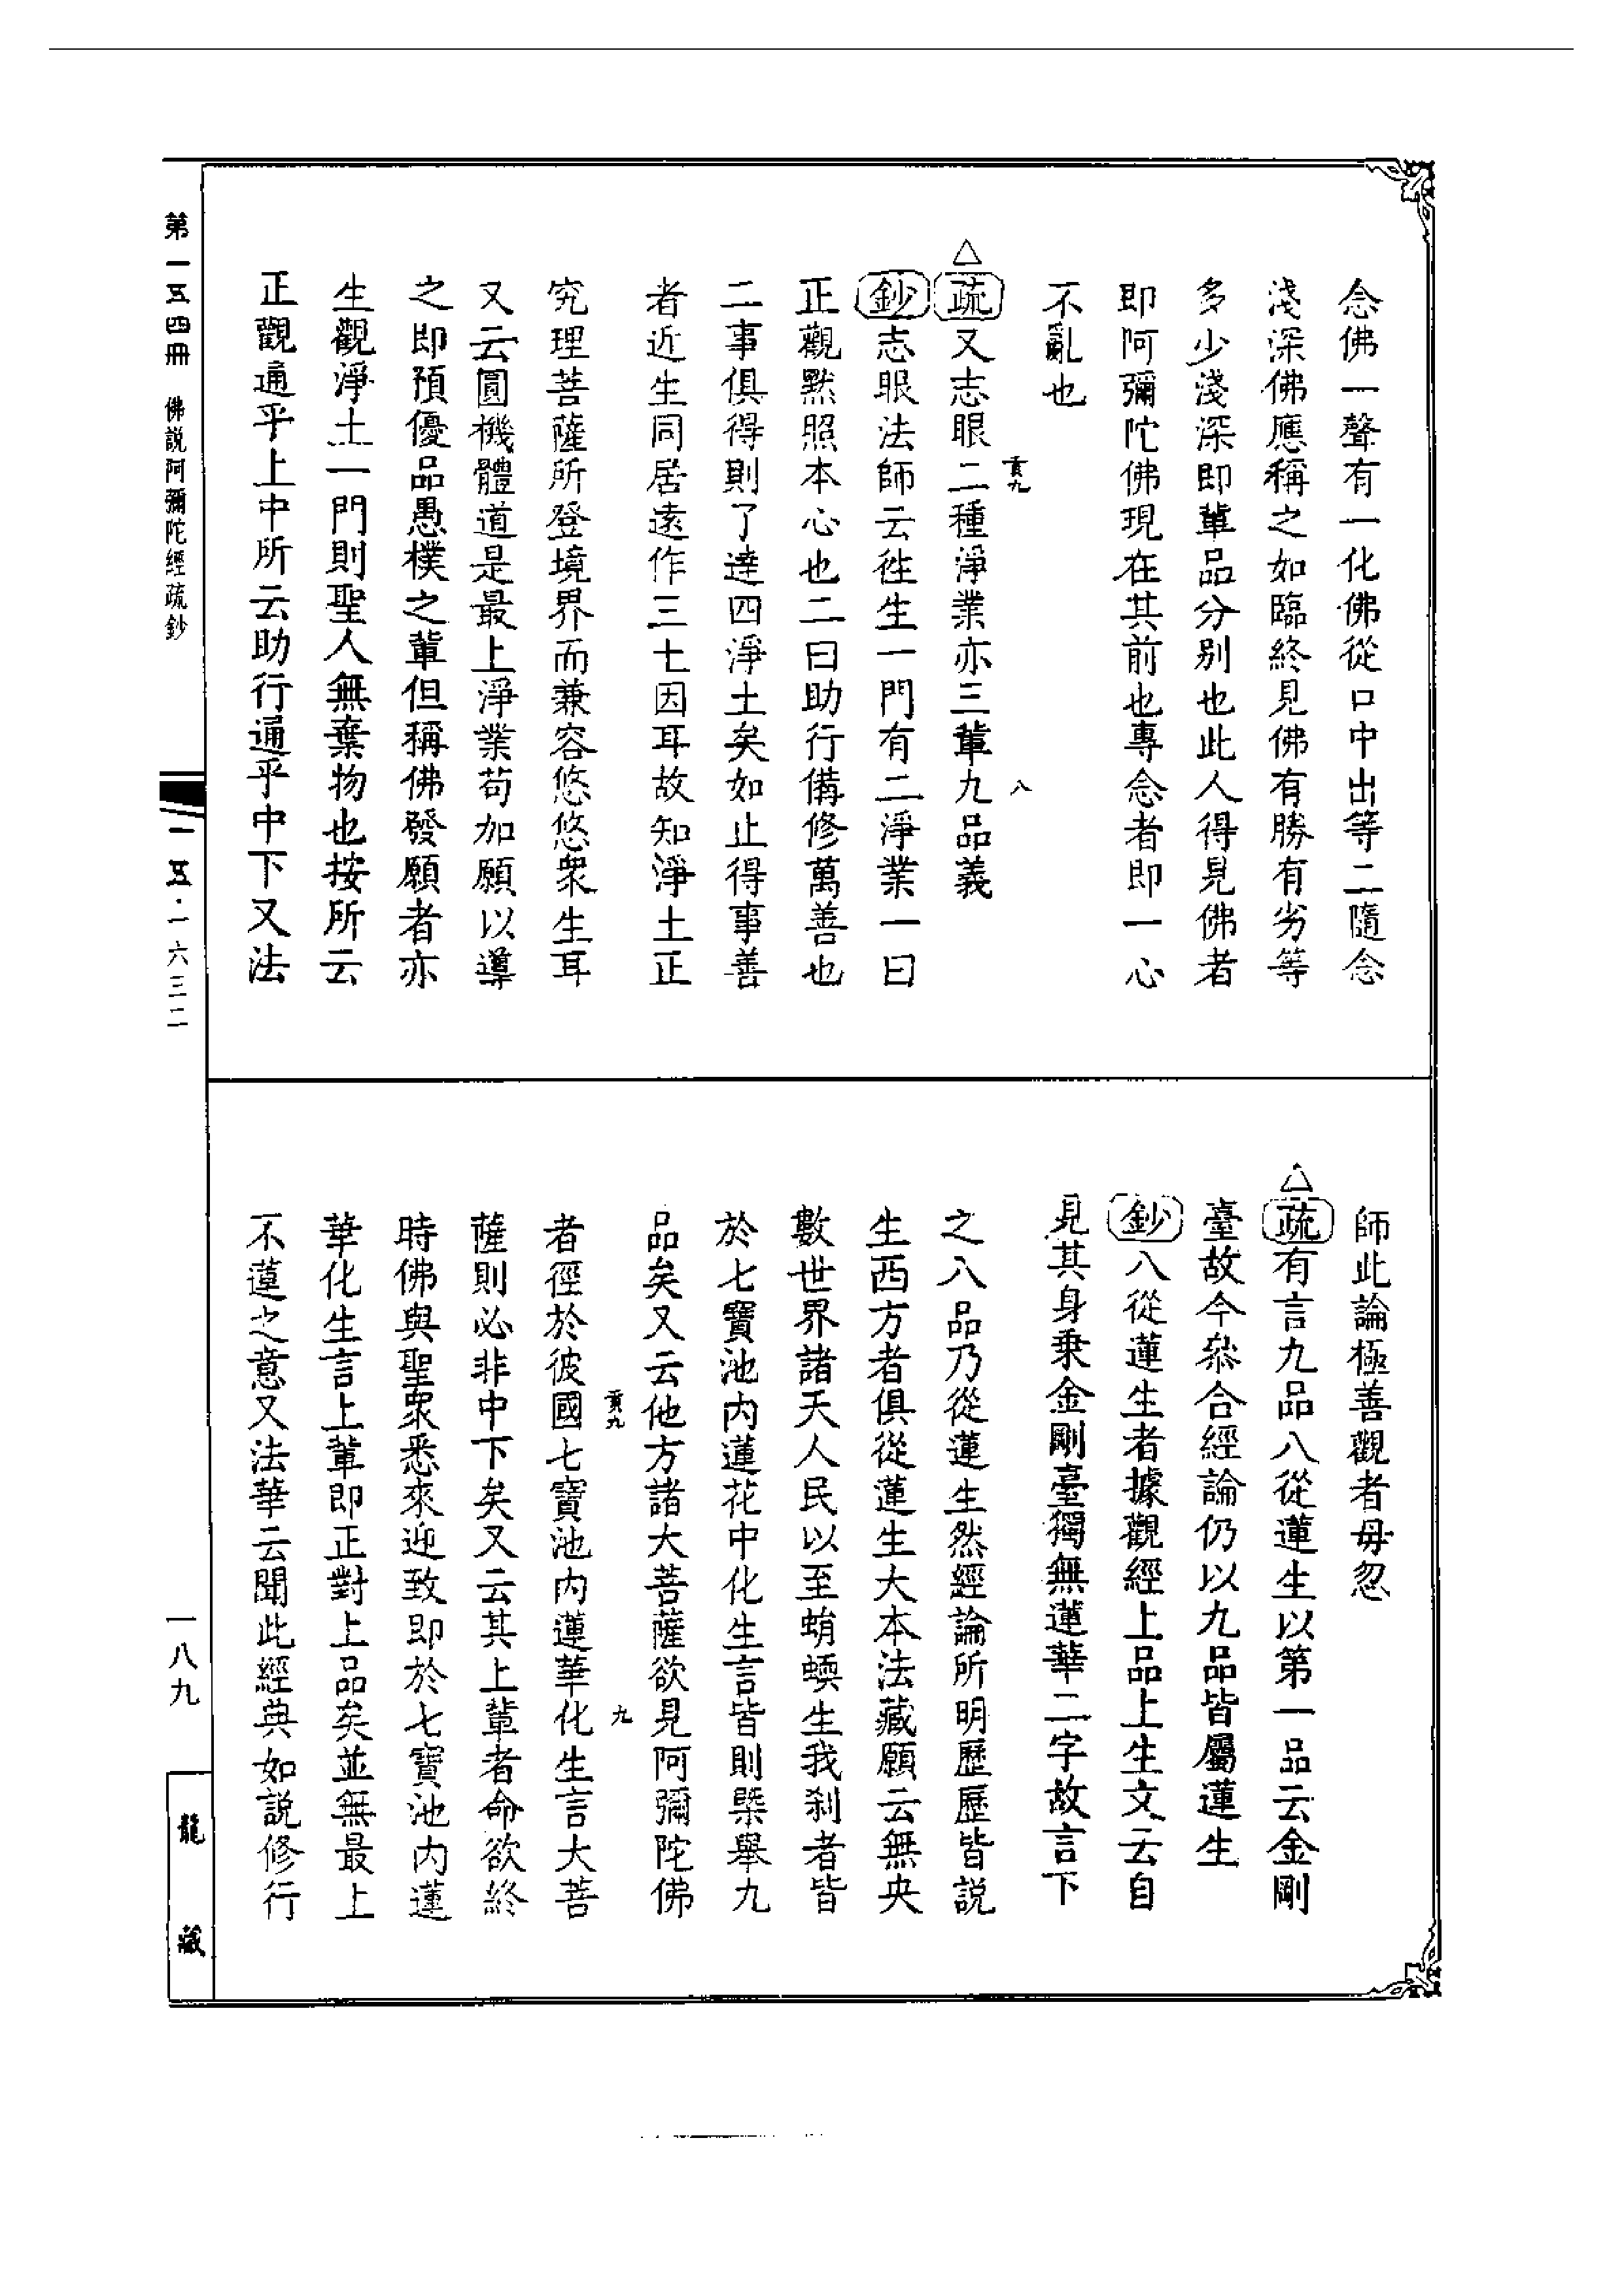 念佛一聲有一化佛從口中出等二隨念
淺深佛應稱之如臨終見佛有勝有劣等
多少淺深即軰品分別也此人得見佛者
即阿彌陀佛現在其前也專念者即一心
不亂也
貢九
八
△疏又志眼二種淨業亦三軰九品義
鈔志眼法師云徃生一門有二淨業一曰
正觀默照本心也二曰助行備修萬善也
二事俱得則了達四淨土矣如止得事善
者近生同居遠作三土因耳故知淨土正
究理菩薩所登境界而兼容悠悠衆生耳
又云圓機體道是最上淨業苟加願以導
之即預優品愚樸之軰但稱佛發願者亦
生觀淨土一門則聖人無棄物也按所云
正觀通乎上中所云助行通乎中下又法
師此論極善觀者毋忽
△疏有言九品八從蓮生以第一品云金剛
臺故今叅合經論仍以九品皆屬蓮生
鈔八從蓮生者據觀經上品上生文云自
見其身乗金剛臺獨無蓮華二字故言下
之八品乃從蓮生然經論所明歷歷皆説
生西方者俱從蓮生大本法藏願云無央
數世界諸天人民以至蜎蝡生我刹者皆
於七寶池内蓮花中化生言皆則槩舉九
品矣又云他方諸大菩薩欲見阿彌陀佛
貢九
九
者徑於彼國七寶池内蓮華化生言大菩
薩則必非中下矣又云其上軰者命欲終
時佛與聖衆悉來迎致即於七寶池内蓮
華化生言上軰即正對上品矣並無最上
不蓮之意又法華云聞此經典如説修行
第一五四冊　佛説阿彌陀經疏鈔
一五·一六三二
一八九
龍藏